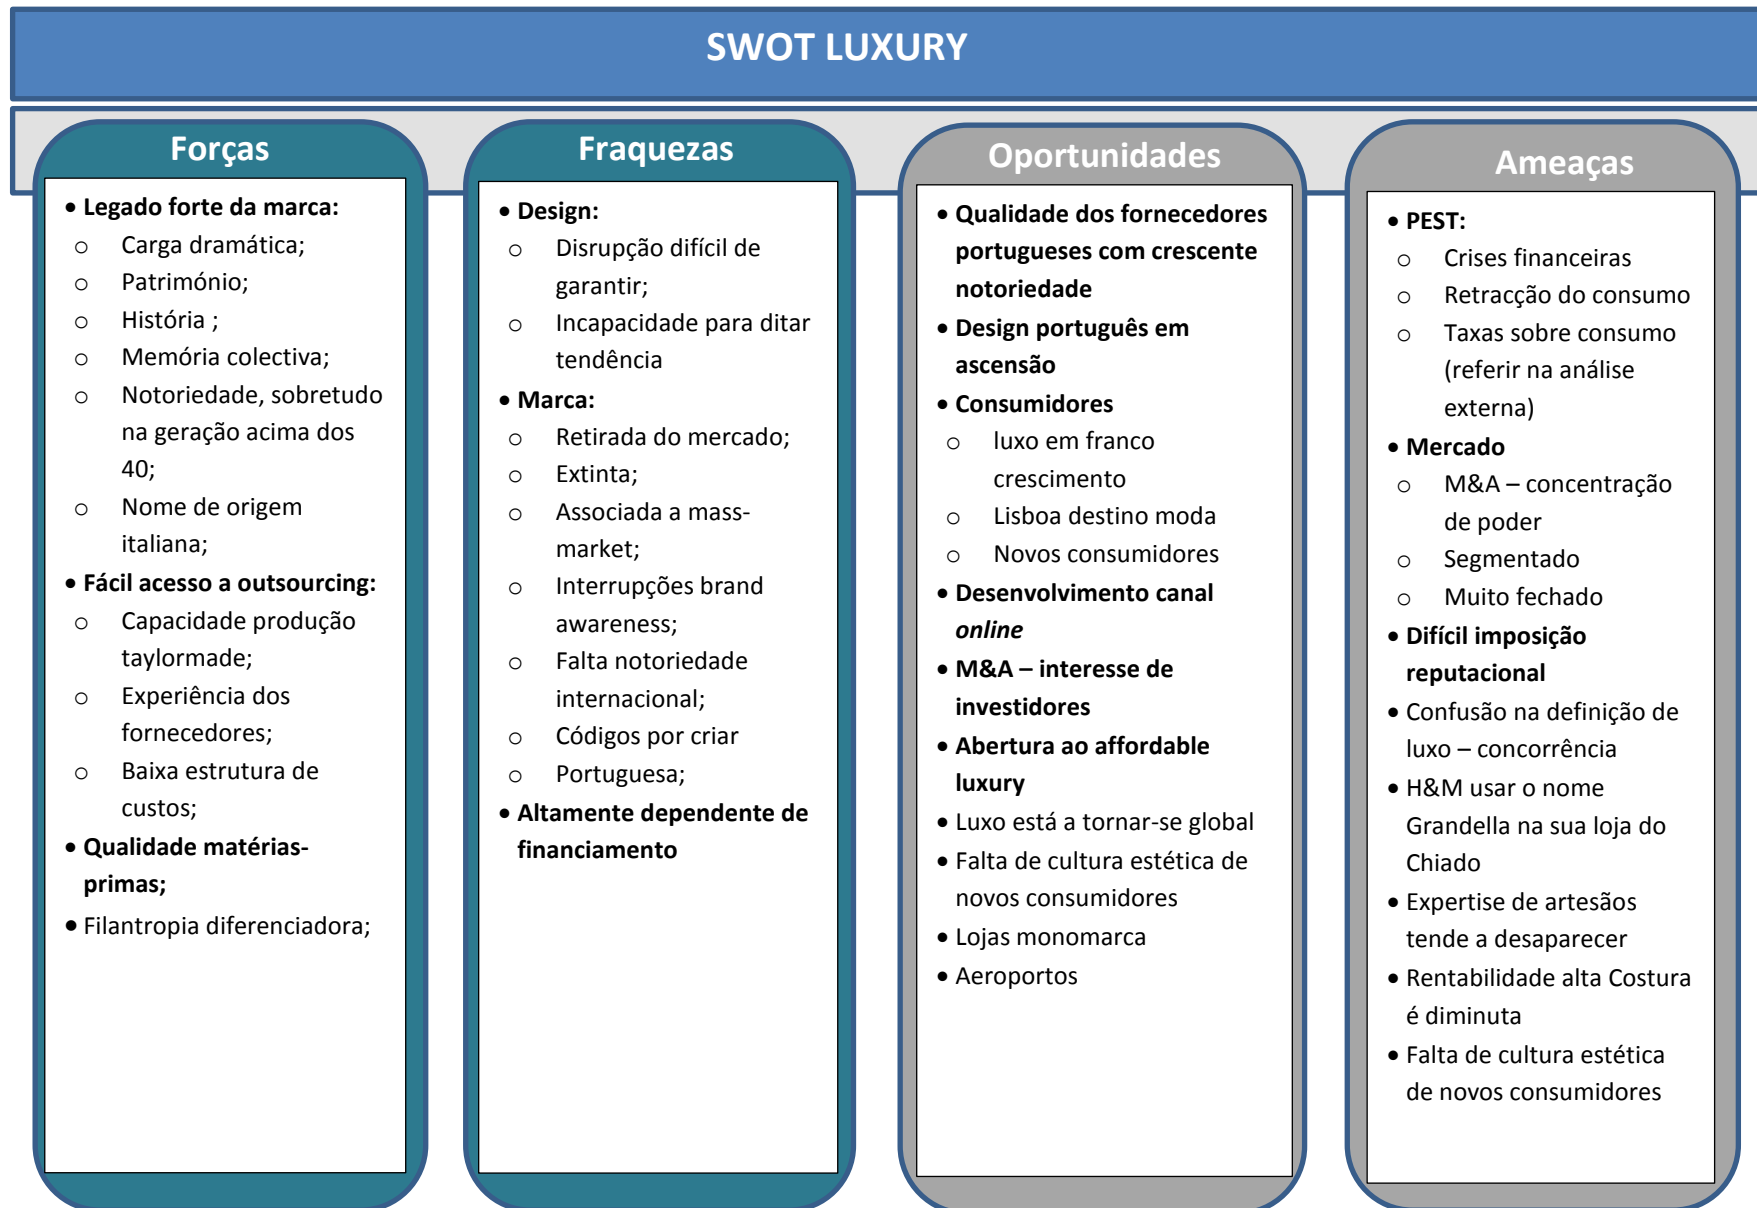 SWOT LUXURY
Forças
• Legado forte da marca:
o Carga dramática;
o Património;
o História ;
o Memória colectiva;
o Notoriedade, sobretudo
na geração acima dos
40;
o Nome de origem
italiana;
• Fácil acesso a outsourcing:
o Capacidade produção
taylormade;
o Experiência dos
fornecedores;
o Baixa estrutura de
custos;
• Qualidade matérias-
primas;
• Filantropia diferenciadora;
Fraquezas
• Design:
o Disrupção difícil de
garantir;
o Incapacidade para ditar
tendência
• Marca:
o Retirada do mercado;
o Extinta;
o Associada a mass-
market;
o Interrupções brand
awareness;
o Falta notoriedade
internacional;
o Códigos por criar
o Portuguesa;
• Altamente dependente de
financiamento
Oportunidades
• Qualidade dos fornecedores
portugueses com crescente
notoriedade
• Design português em
ascensão
• Consumidores
o luxo em franco
crescimento
o Lisboa destino moda
o Novos consumidores
• Desenvolvimento canal
online
• M&A – interesse de
investidores
• Abertura ao affordable
luxury
• Luxo está a tornar-se global
• Falta de cultura estética de
novos consumidores
• Lojas monomarca
• Aeroportos
Ameaças
• PEST:
o Crises financeiras
o Retracção do consumo
o Taxas sobre consumo
(referir na análise
externa)
• Mercado
o M&A – concentração
de poder
o Segmentado
o Muito fechado
• Difícil imposição
reputacional
• Confusão na definição de
luxo – concorrência
• H&M usar o nome
Grandella na sua loja do
Chiado
• Expertise de artesãos
tende a desaparecer
• Rentabilidade alta Costura
é diminuta
• Falta de cultura estética
de novos consumidores